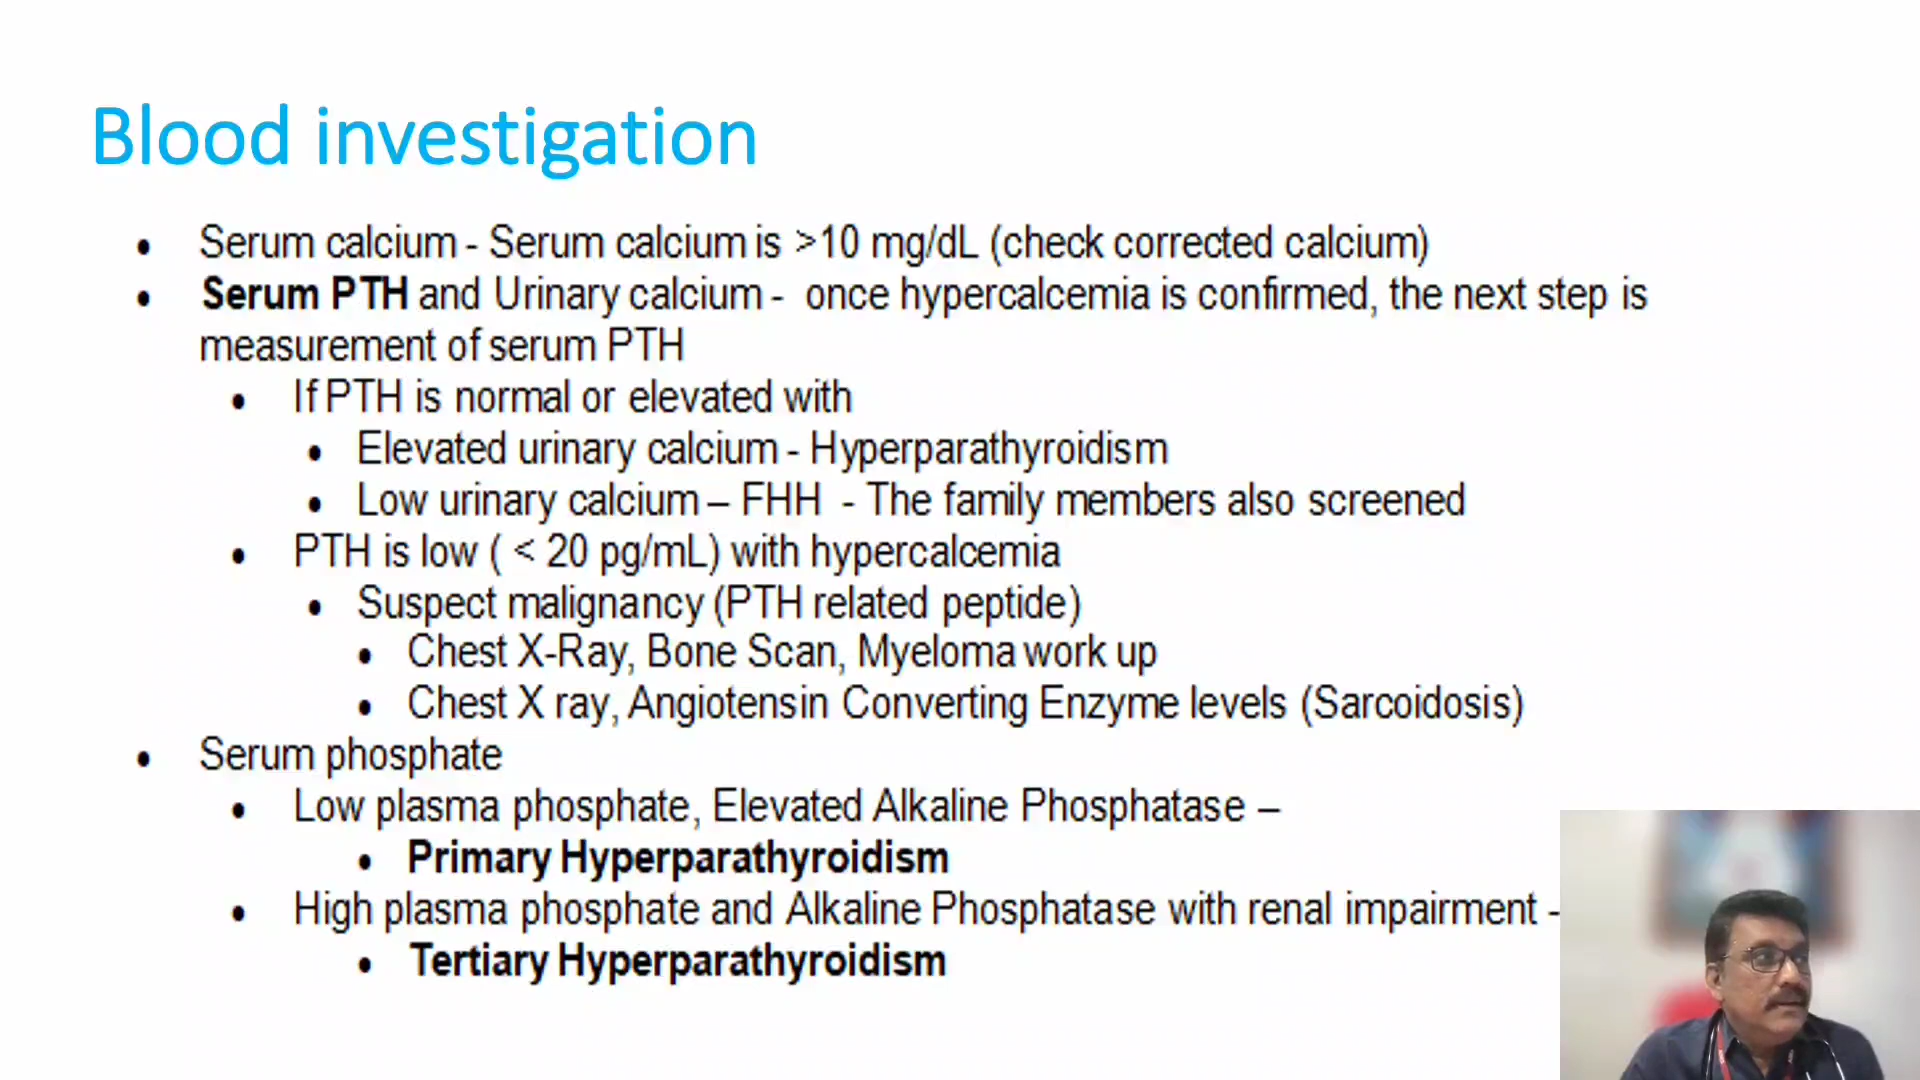 Blood investigation
• Serum calcium - Serum calcium is >10 mg/dL (check corrected calcium)
• Serum PTH and Urinary calcium - once hypercalcemia is confirmed, the next step is
measurement of serum PTH
• If PTH is normal or elevated with
• Elevated urinary calcium - Hyperparathyroidism
• Low urinary calcium – FHH - The family members also screened
• PTH is low ( < 20 pg/mL) with hypercalcemia
• Suspect malignancy (PTH related peptide)
• Chest X-Ray, Bone Scan, Myeloma work up
• Chest X ray, Angiotensin Converting Enzyme levels (Sarcoidosis)
• Serum phosphate
• Low plasma phosphate, Elevated Alkaline Phosphatase –
• Primary Hyperparathyroidism
• High plasma phosphate and Alkaline Phosphatase with renal impairment -
• Tertiary Hyperparathyroidism